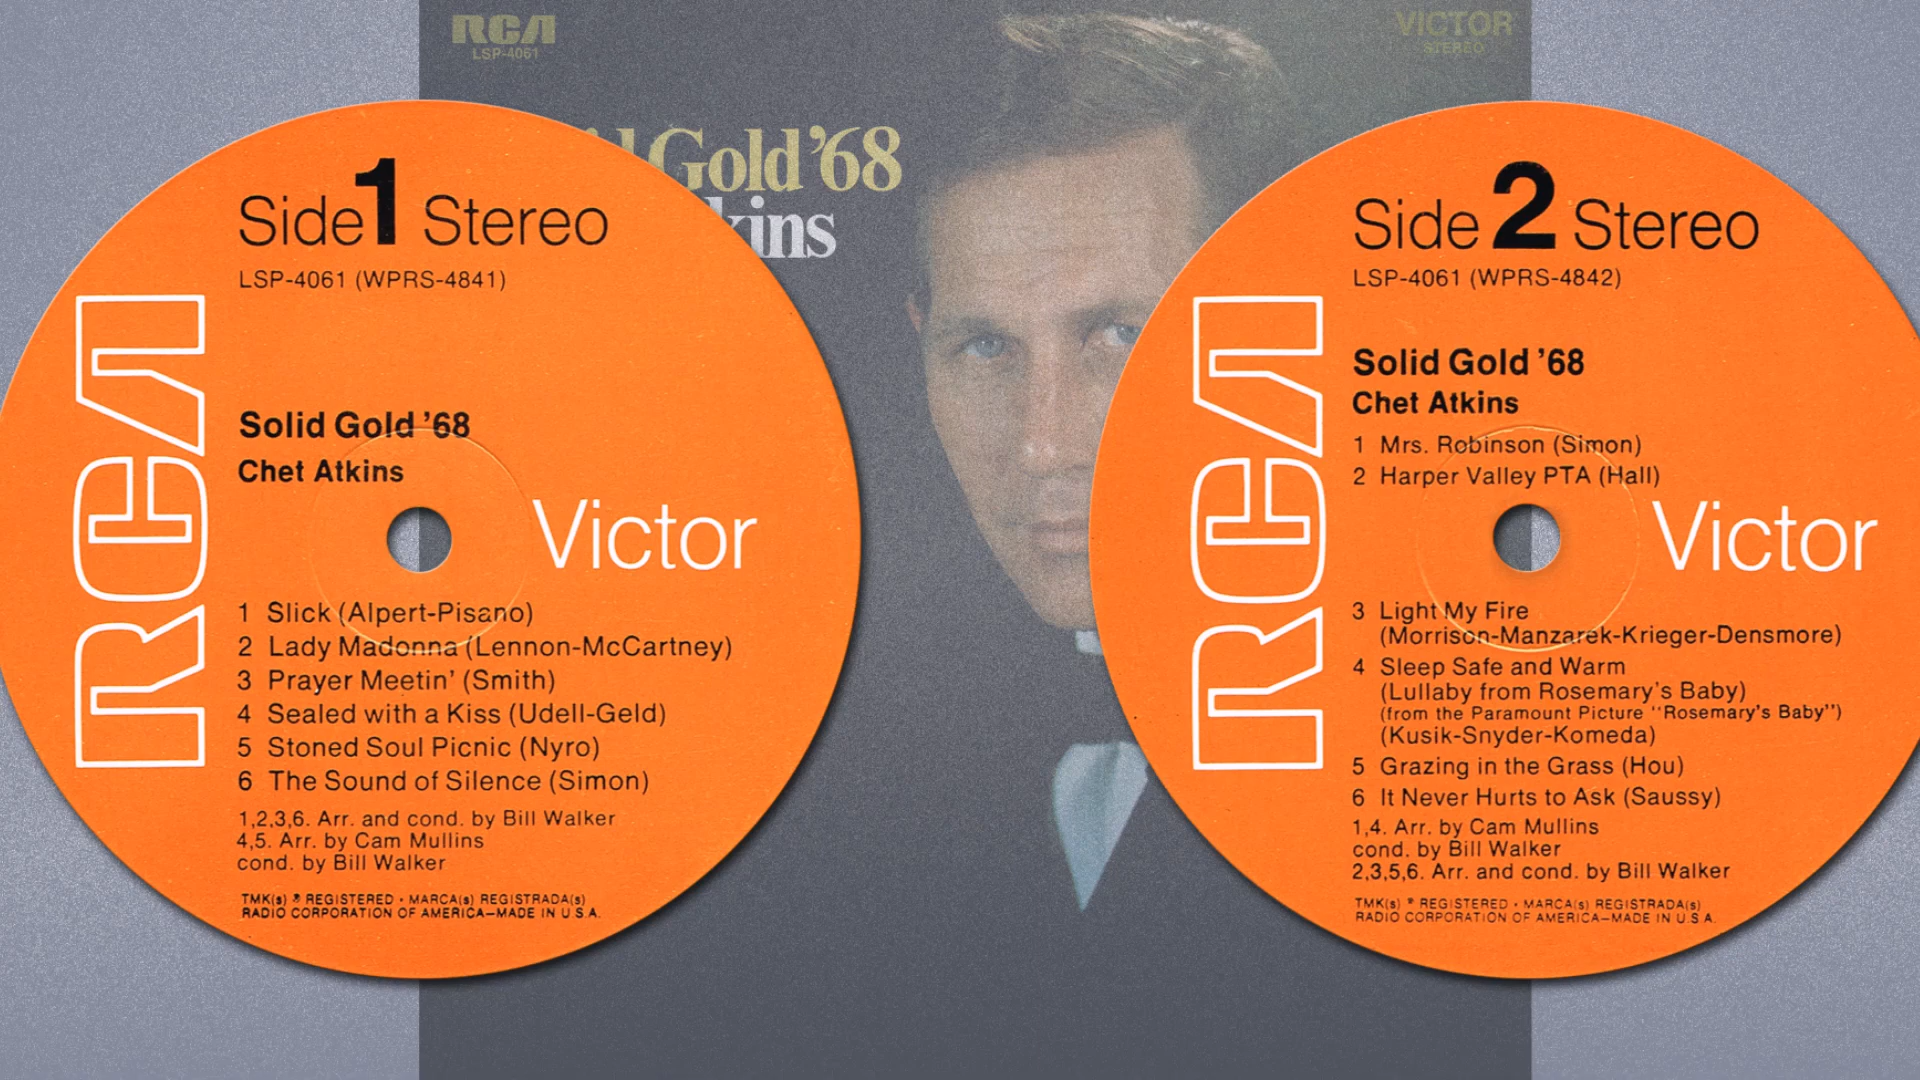 RCA
LSP-4061
VICTOR
STEREO
Gold '68
kins
Side 1 Stereo
LSP-4061 (WPRS-4841)
RCA
Solid Gold '68
Chet Atkins
Victor
1 Slick (Alpert-Pisano)
2 Lady Madonna (Lennon-McCartney)
3 Prayer Meetin' (Smith)
4 Sealed with a Kiss (Udell-Geld)
5 Stoned Soul Picnic (Nyro)
6 The Sound of Silence (Simon)
1,2,3,6. Arr. and cond. by Bill Walker
4,5. Arr. by Cam Mullins
cond. by Bill Walker
TMK(s) ® REGISTERED • MARCA(s) REGISTRADA(s)
RADIO CORPORATION OF AMERICA—MADE IN U.S.A.
Side 2 Stereo
LSP-4061 (WPRS-4842)
RCA
Solid Gold '68
Chet Atkins
1 Mrs. Robinson (Simon)
2 Harper Valley PTA (Hall)
Victor
3 Light My Fire
(Morrison-Manzarek-Krieger-Densmore)
4 Sleep Safe and Warm
(Lullaby from Rosemary's Baby)
(from the Paramount Picture "Rosemary's Baby")
(Kusik-Snyder-Komeda)
5 Grazing in the Grass (Hou)
6 It Never Hurts to Ask (Saussy)
1,4. Arr. by Cam Mullins
cond. by Bill Walker
2,3,5,6. Arr. and cond. by Bill Walker
TMK(s) ® REGISTERED • MARCA(s) REGISTRADA(s)
RADIO CORPORATION OF AMERICA—MADE IN U.S.A.